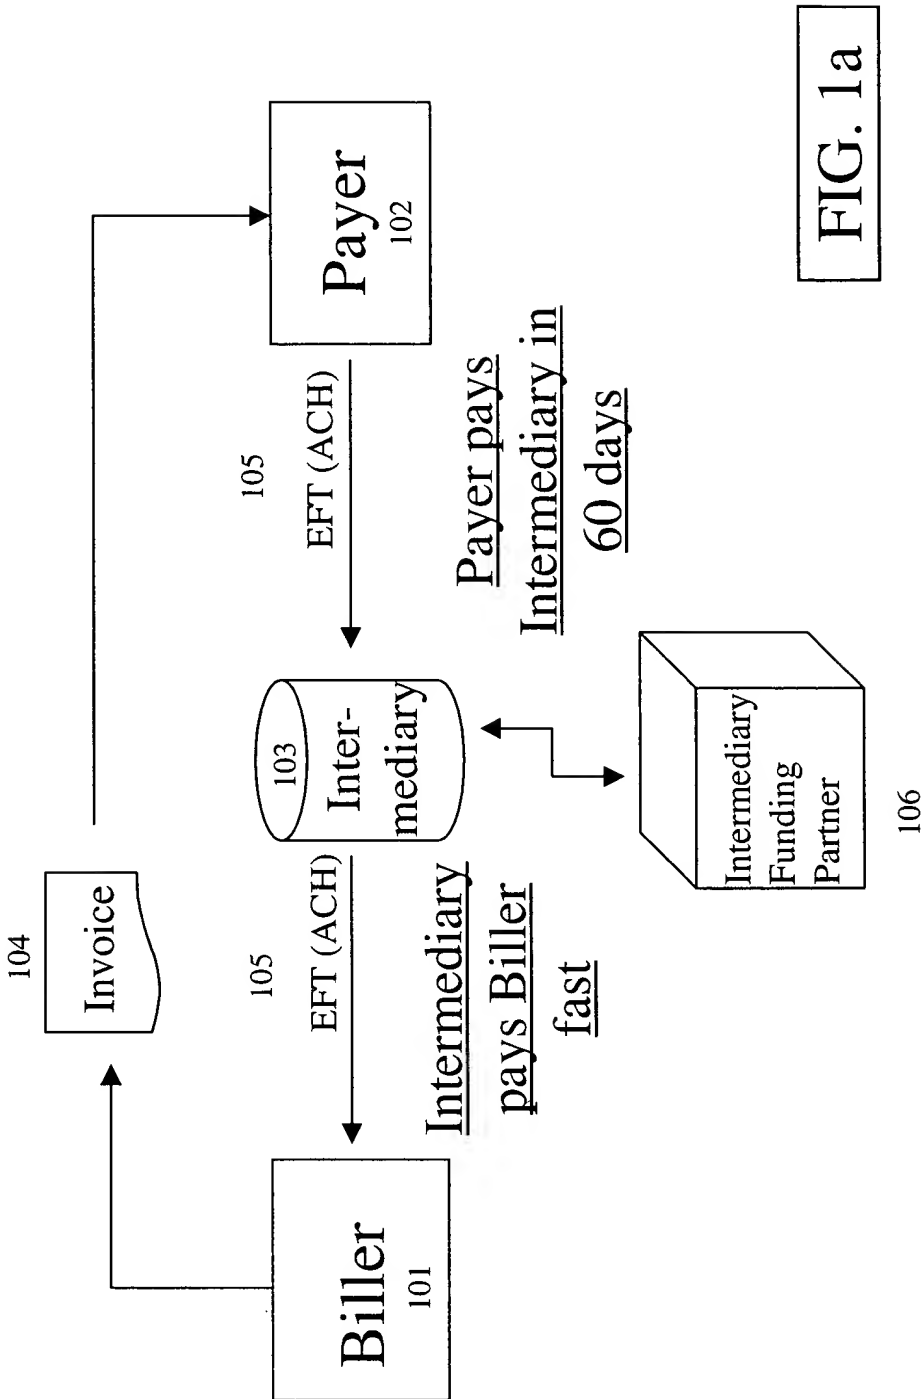 104
Invoice
Biller
101
105
EFT (ACH)
Intermediary
pays Biller
fast
103
Inter-
mediary
105
EFT (ACH)
Payer pays
Intermediary in
60 days
Payer
102
Intermediary
Funding
Partner
106
FIG. 1a